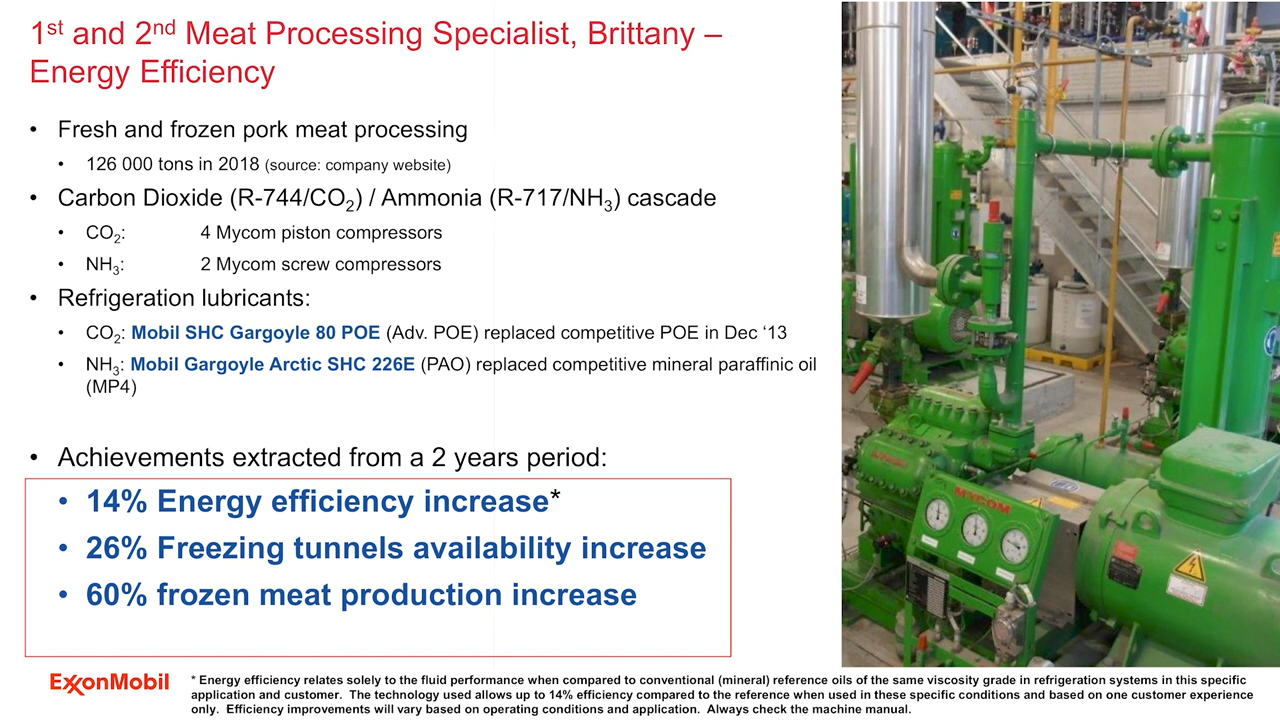 1st and 2nd Meat Processing Specialist, Brittany –
Energy Efficiency
• Fresh and frozen pork meat processing
• 126 000 tons in 2018 (source: company website)
• Carbon Dioxide (R-744/CO2) / Ammonia (R-717/NH3) cascade
• CO2: 4 Mycom piston compressors
• NH3: 2 Mycom screw compressors
• Refrigeration lubricants:
• CO2: Mobil SHC Gargoyle 80 POE (Adv. POE) replaced competitive POE in Dec ‘13
• NH3: Mobil Gargoyle Arctic SHC 226E (PAO) replaced competitive mineral paraffinic oil
(MP4)
• Achievements extracted from a 2 years period:
• 14% Energy efficiency increase*
• 26% Freezing tunnels availability increase
• 60% frozen meat production increase
MYCOM
ExxonMobil
* Energy efficiency relates solely to the fluid performance when compared to conventional (mineral) reference oils of the same viscosity grade in refrigeration systems in this specific
application and customer. The technology used allows up to 14% efficiency compared to the reference when used in these specific conditions and based on one customer experience
only. Efficiency improvements will vary based on operating conditions and application. Always check the machine manual.